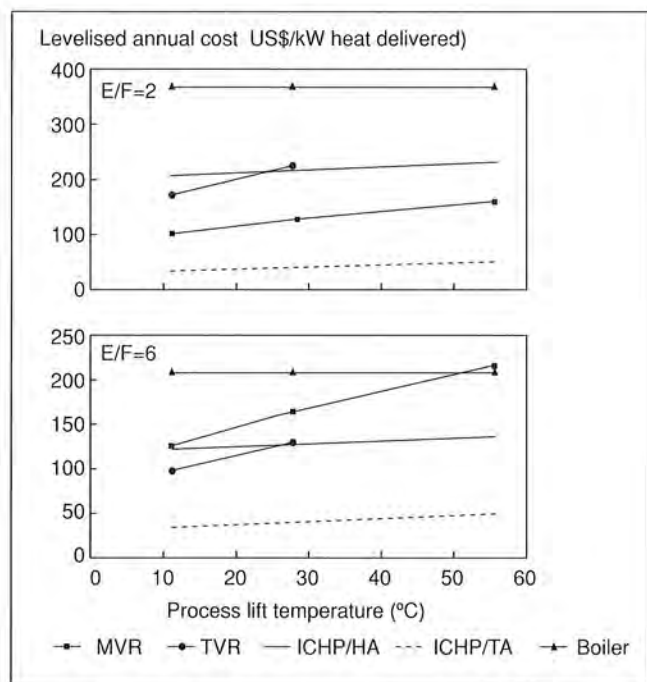 Levelised annual cost US$/kW heat delivered)
400
E/F=2
300
200
100
0
250
E/F=6
200
150
100
50
0
0 10 20 30 40 50 60
Process lift temperature (ºC)
MVR TVR ICHP/HA ICHP/TA Boiler